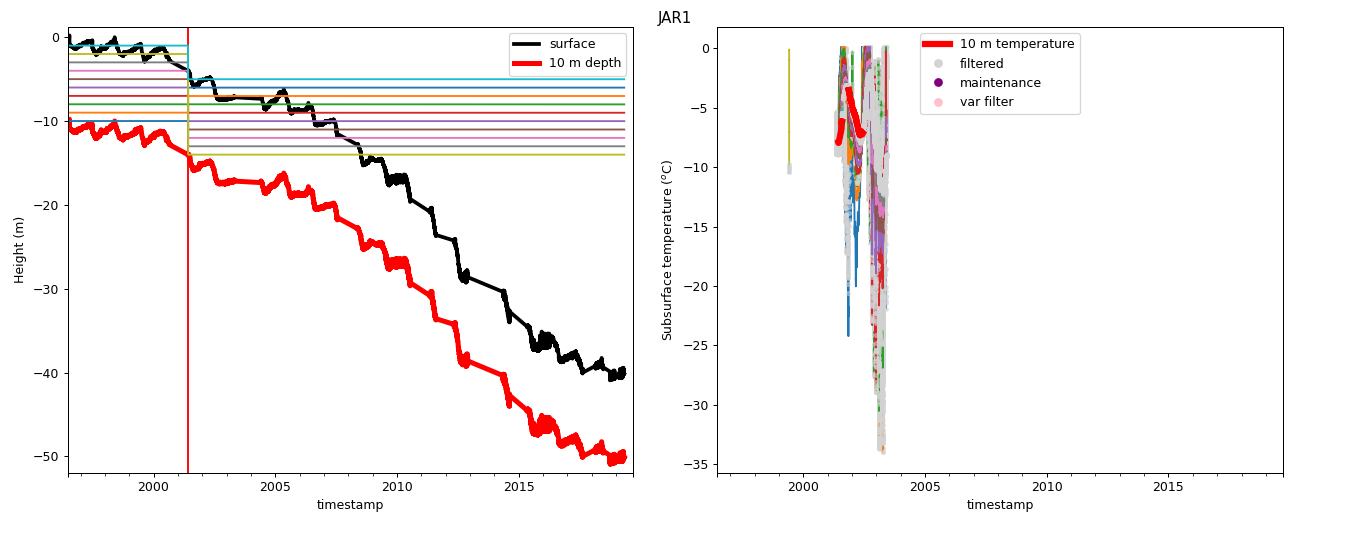 JAR1
surface
10 m depth
0
−10
−20
−30
−40
−50
Height (m)
2000 2005 2010 2015
timestamp
10 m temperature
filtered
maintenance
var filter
0
−5
−10
−15
−20
−25
−30
−35
Subsurface temperature (°C)
2000 2005 2010 2015
timestamp